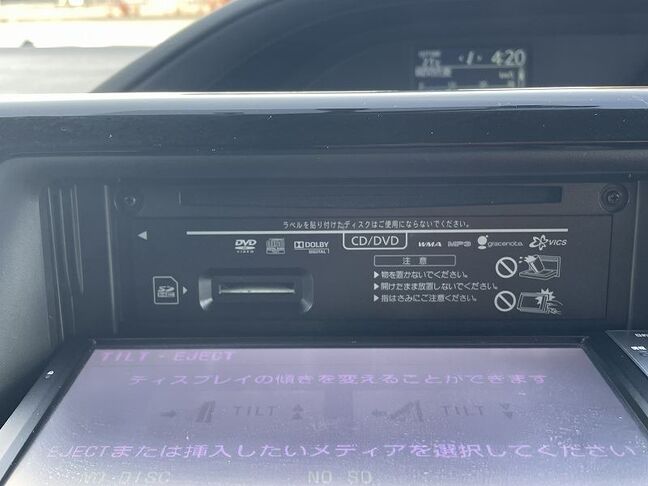 4:20
27℃
ラベルを貼り付けたディスクはご使用にならないでください。
DVD VIDEO
DOLBY DIGITAL
CD/DVD
WMA
MP3
gracenote
VICS
注 意
▶物を置かないでください。
▶開けたまま放置しないでください。
▶指はさみにご注意ください。
SD
TILT・EJECT
ディスプレイの傾きを変えることができます
TILT
TILT
EJECTまたは挿入したいメディアを選択してください
NO DISC
NO SD